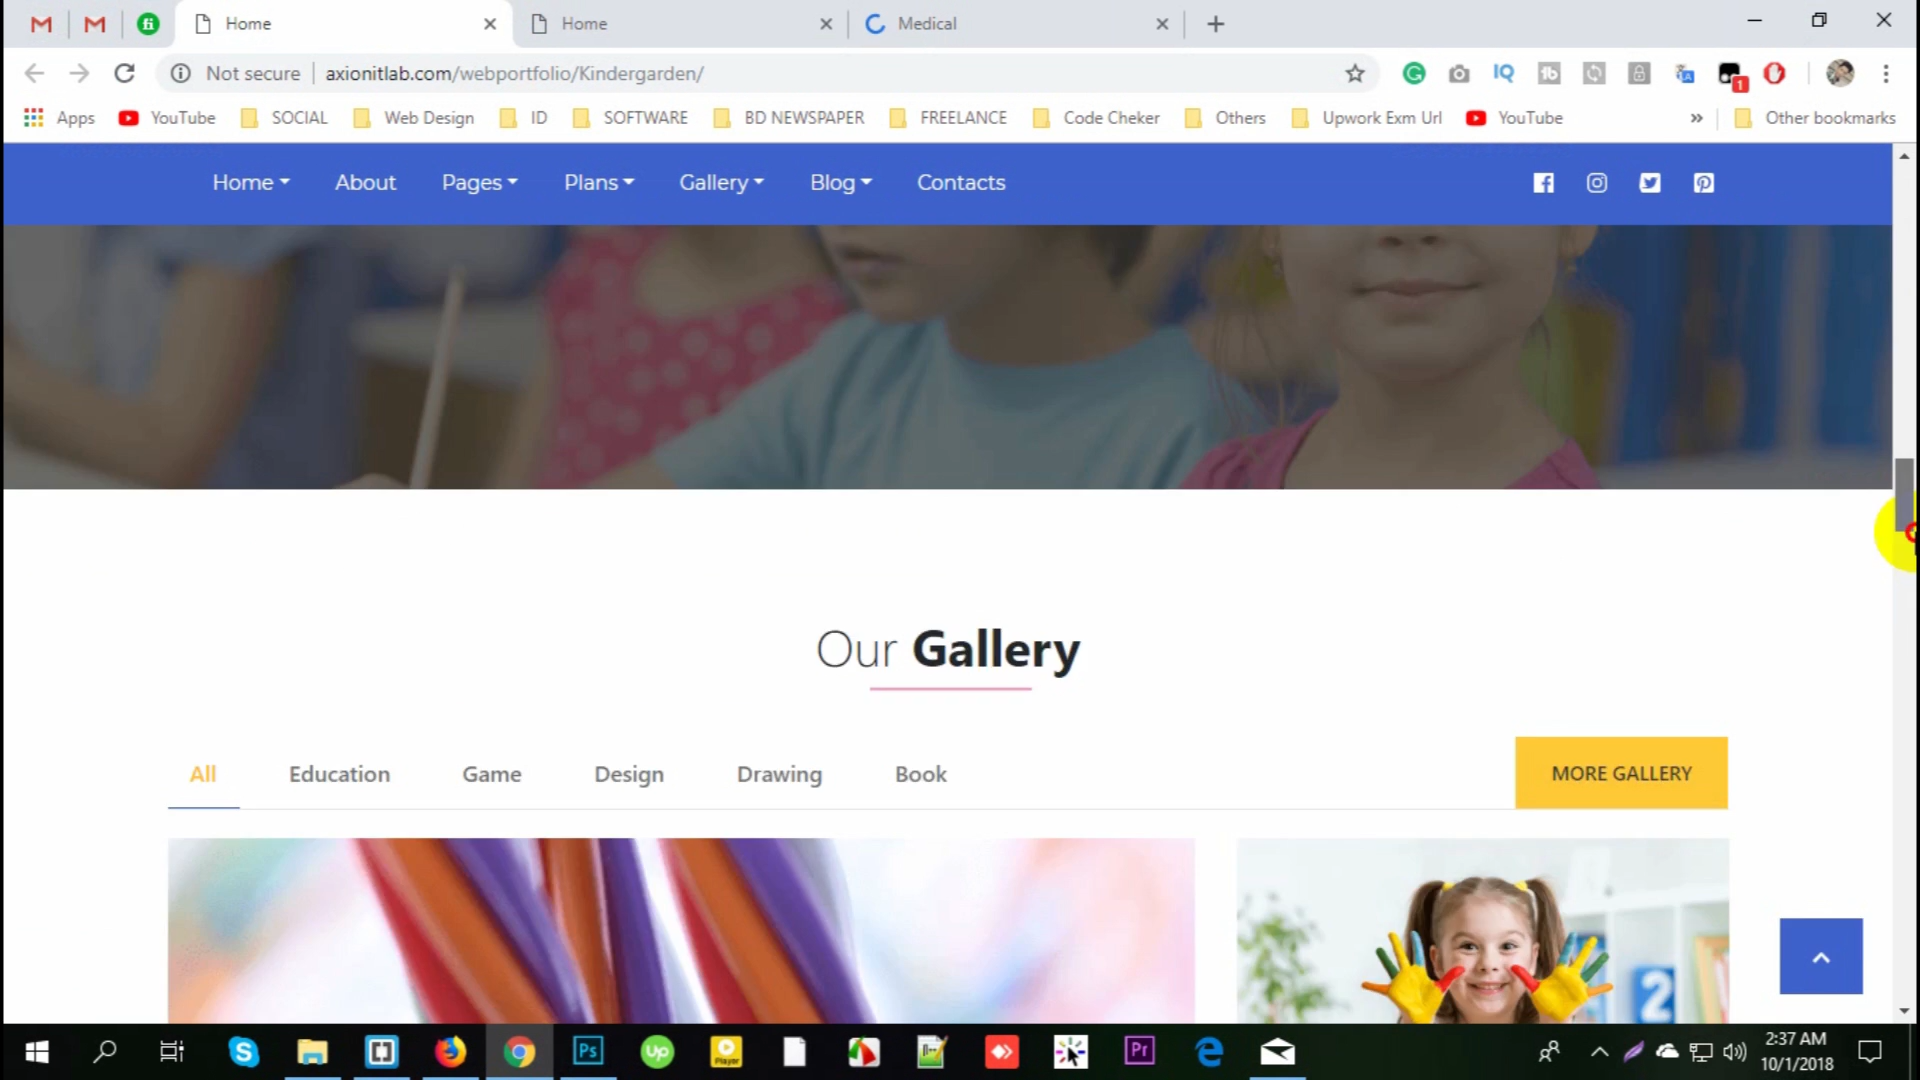 Home
Home
Medical
Not secure
axionitlab.com/webportfolio/Kindergarden/
Apps
YouTube
SOCIAL
Web Design
ID
SOFTWARE
BD NEWSPAPER
FREELANCE
Code Cheker
Others
Upwork Exm Url
YouTube
»
Other bookmarks
Home
About
Pages
Plans
Gallery
Blog
Contacts
Our Gallery
All
Education
Game
Design
Drawing
Book
MORE GALLERY
2:37 AM
10/1/2018